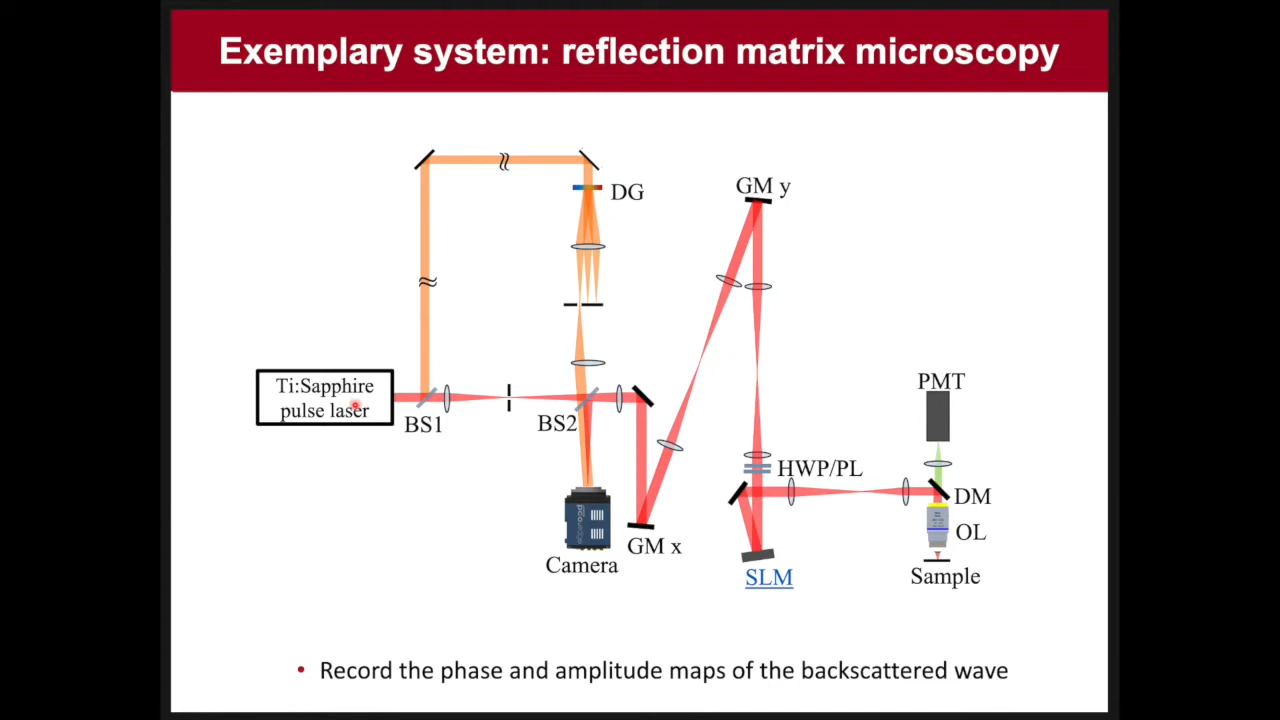 Exemplary system: reflection matrix microscopy
DG
GM y
Ti:Sapphire
pulse laser
BS1
BS2
PMT
HWP/PL
DM
OL
GM x
Camera
SLM
Sample
• Record the phase and amplitude maps of the backscattered wave